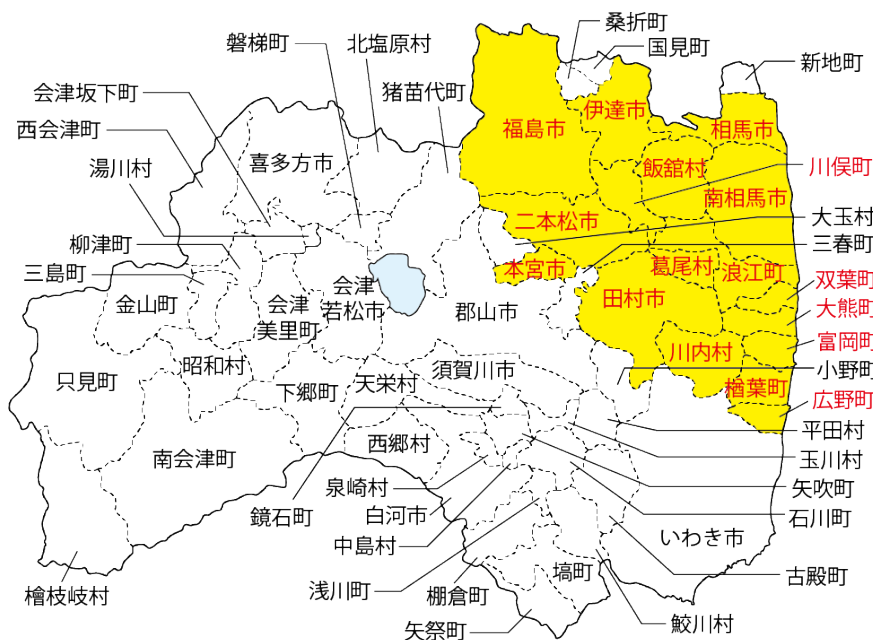 桑折町
国見町
磐梯町
北塩原村
新地町
猪苗代町
会津坂下町
西会津町
湯川村
喜多方市
福島市
伊達市
相馬市
飯舘村
川俣町
南相馬市
二本松市
大玉村
三春町
柳津町
三島町
金山町
会津
美里町
会津
若松市
本宮市
葛尾村
浪江町
双葉町
田村市
大熊町
郡山市
富岡町
川内村
小野町
只見町
昭和村
下郷町
天栄村
須賀川市
楢葉町
広野町
平田村
西郷村
南会津町
玉川村
泉崎村
矢吹町
白河市
鏡石町
石川町
中島村
いわき市
古殿町
浅川町
棚倉町
塙町
檜枝岐村
矢祭町
鮫川村